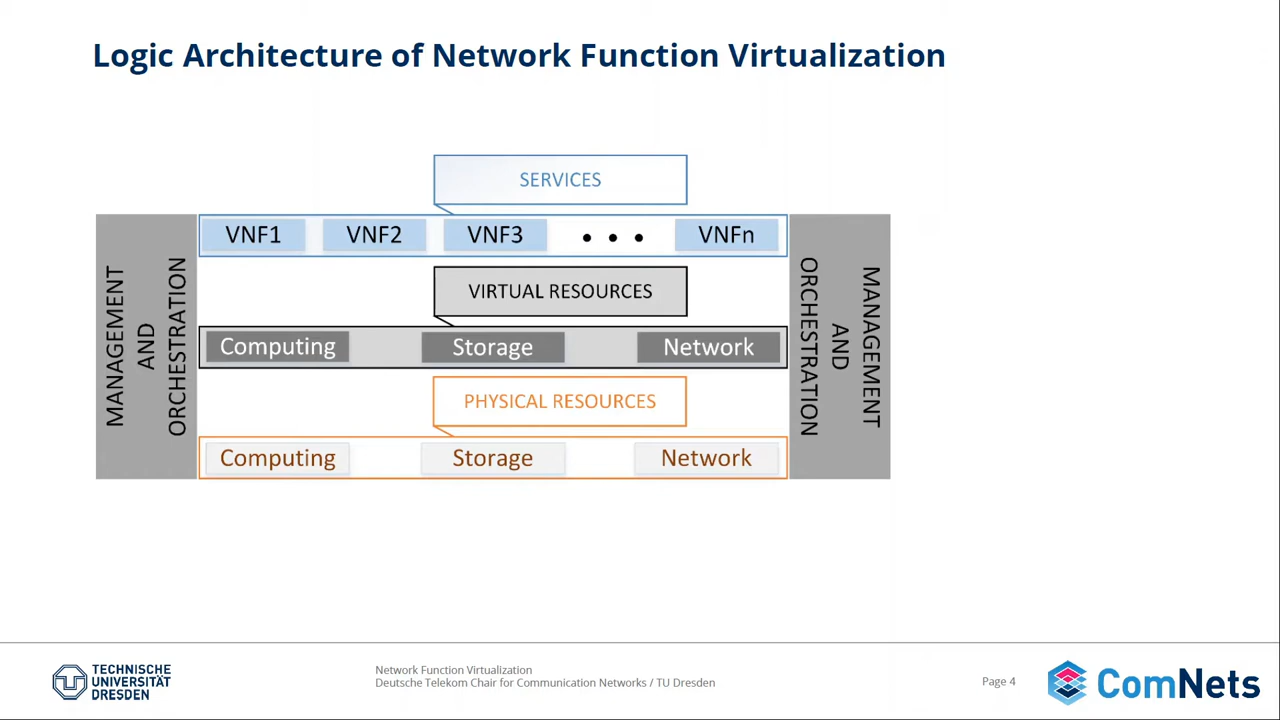 Logic Architecture of Network Function Virtualization
SERVICES
VNF1 VNF2 VNF3 • • • VNFn
VIRTUAL RESOURCES
Computing Storage Network
PHYSICAL RESOURCES
Computing Storage Network
MANAGEMENT
AND
ORCHESTRATION
MANAGEMENT
AND
ORCHESTRATION
TECHNISCHE
UNIVERSITÄT
DRESDEN
Network Function Virtualization
Deutsche Telekom Chair for Communication Networks / TU Dresden
Page 4
ComNets